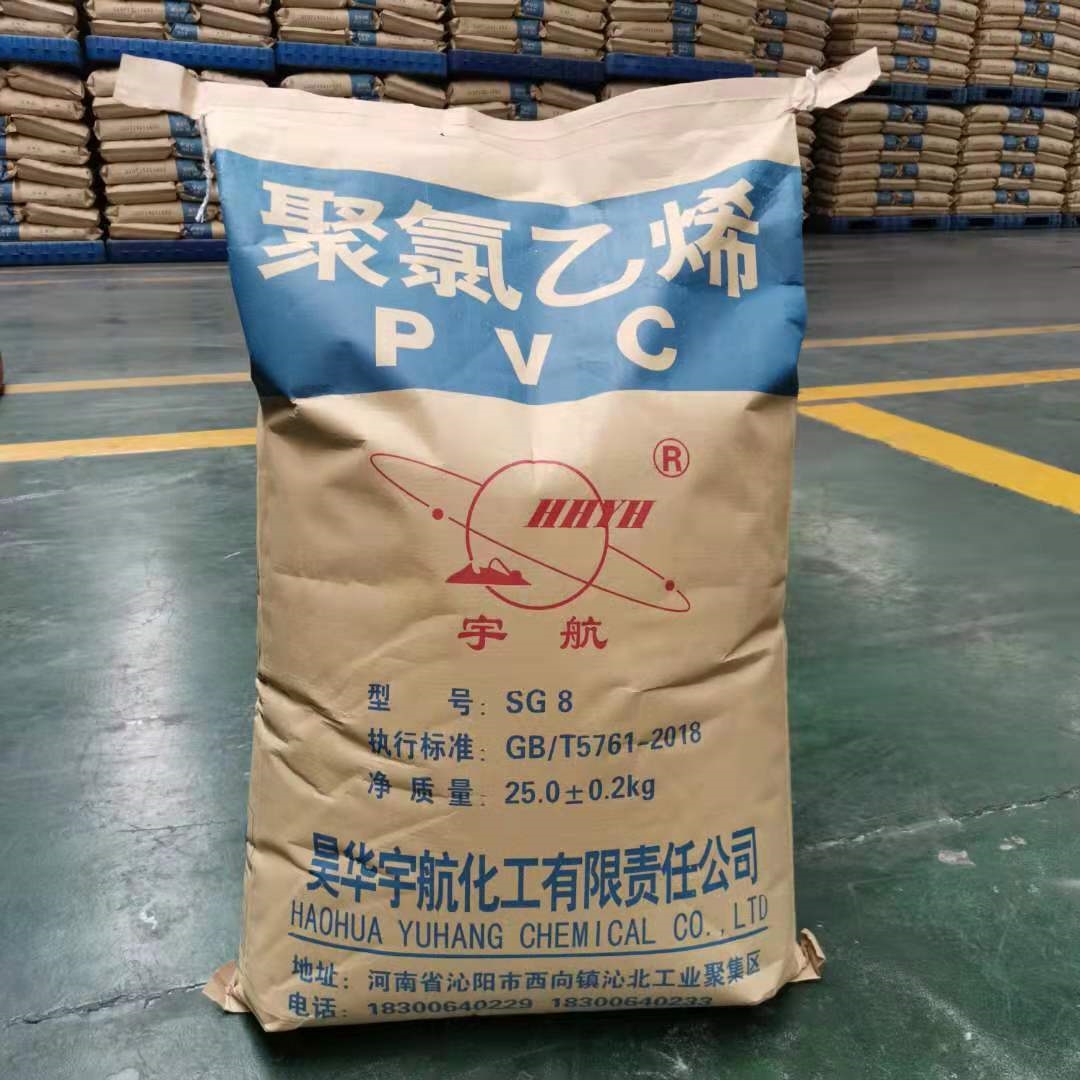 聚氯乙烯
PVC
®
HHYH
宇航
型 号: SG 8
执行标准: GB/T5761-2018
净质量: 25.0±0.2kg
昊华宇航化工有限责任公司
HAOHUA YUHANG CHEMICAL CO.,LTD
地址: 河南省沁阳市西向镇沁北工业聚集区
电话: 18300640229 18300640233